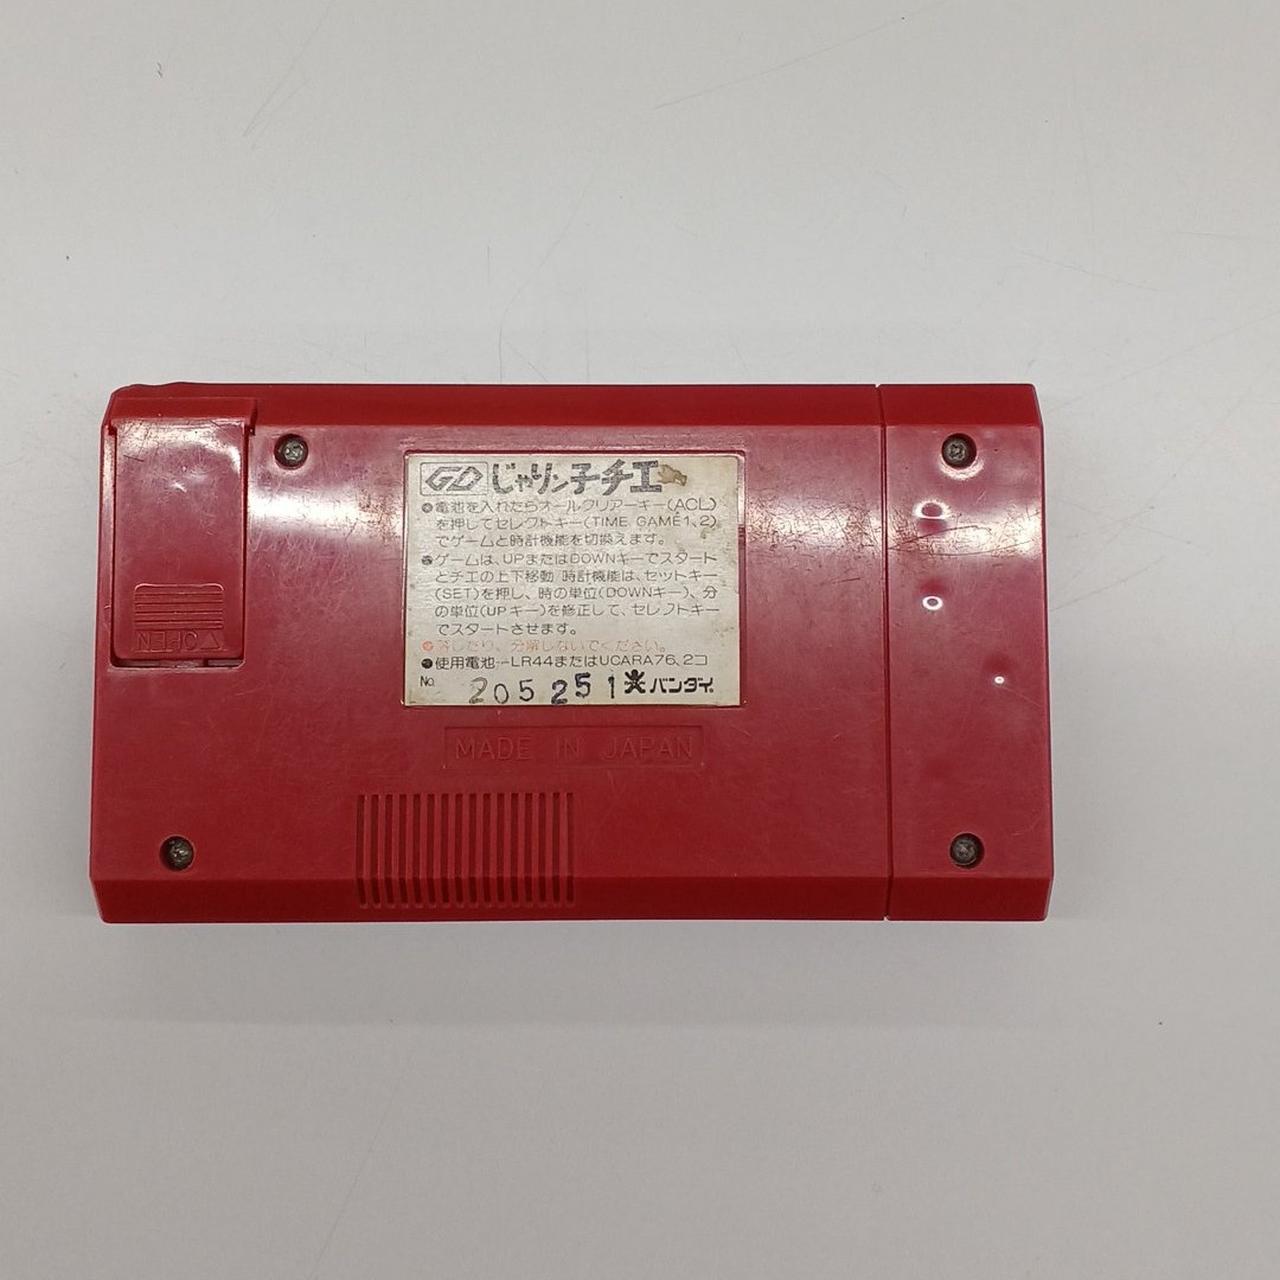 GD じゃリン子チエ
●電池を入れたらオールクリアーキー(ACL)
を押してセレクトキー(TIME GAME1、2)
でゲームと時計機能を切換えます。
●ゲームは、UPまたはDOWNキーでスタート
とチエの上下移動 時計機能は、セットキー
(SET)を押し、時の単位(DOWNキー)、分
の単位(UPキー)を修正して、セレクトキー
でスタートさせます。
●落したり、分解しないでください。
●使用電池…LR44またはUCARA76、2コ
No. 205251 バンダイ
OPEN
MADE IN JAPAN